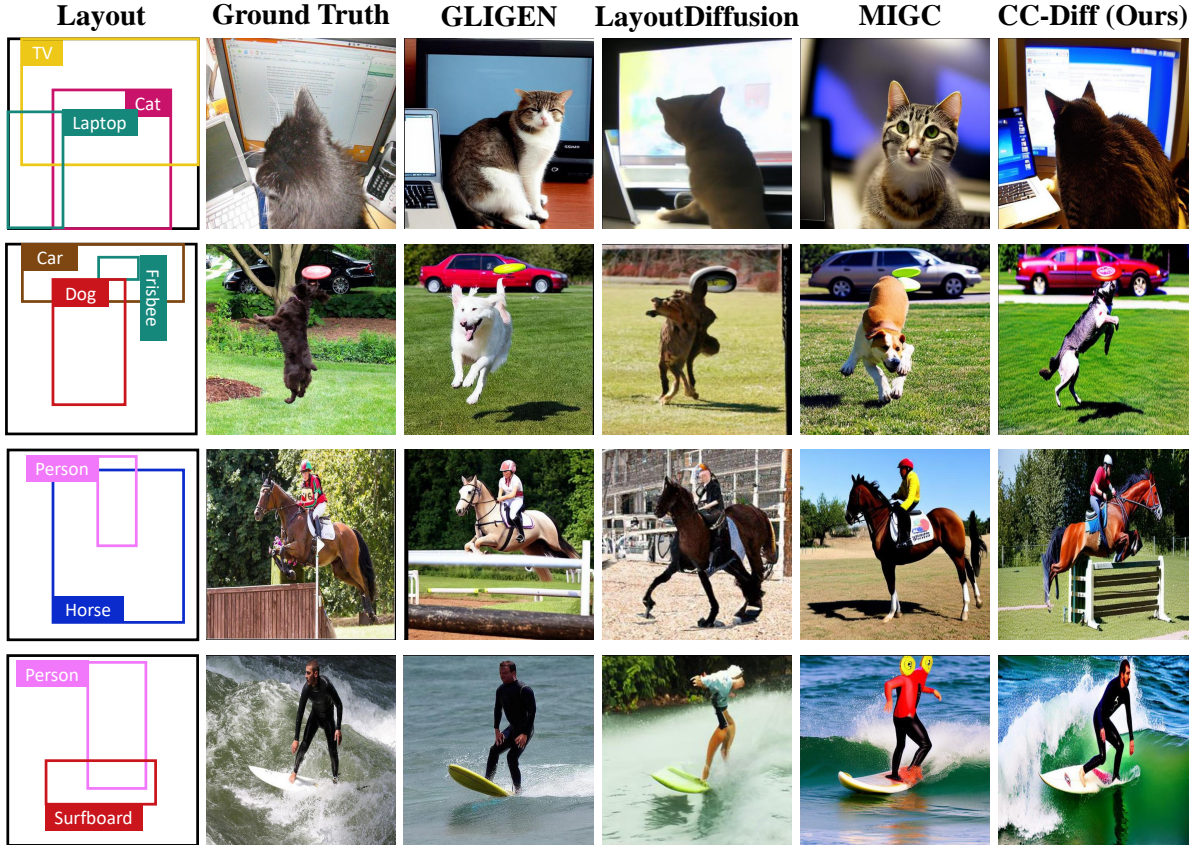 Layout Ground Truth GLIGEN LayoutDiffusion MIGC CC-Diff (Ours)
TV
Cat
Laptop
Car
Frisbee
Dog
Person
Horse
Person
Surfboard